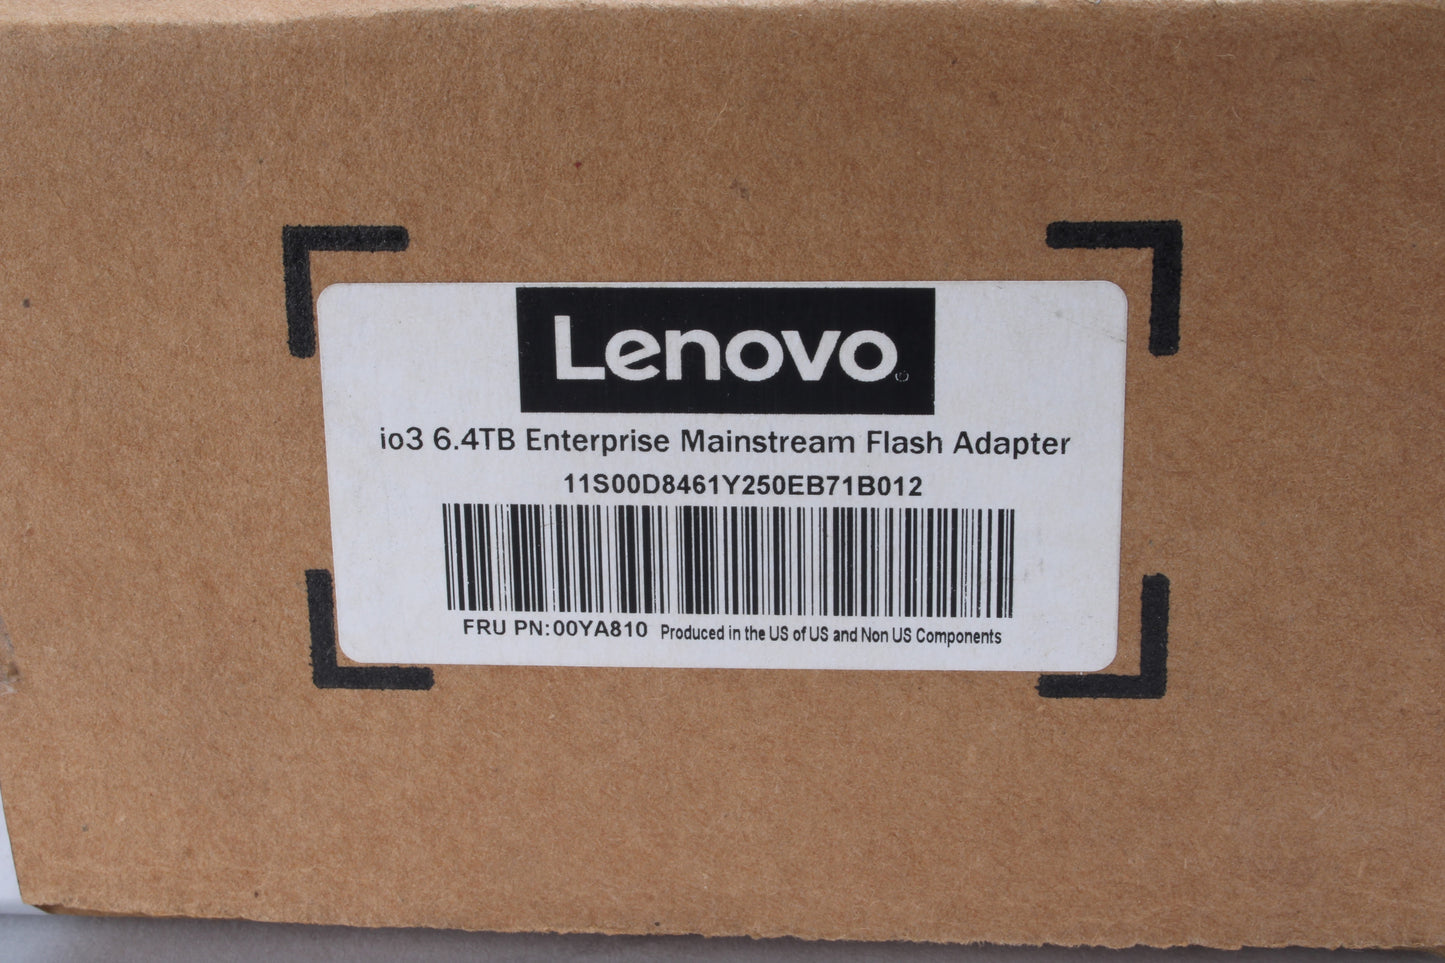 Lenovo
io3 6.4TB Enterprise Mainstream Flash Adapter
11S00D8461Y250EB71B012
FRU PN:00YA810 Produced in the US of US and Non US Components